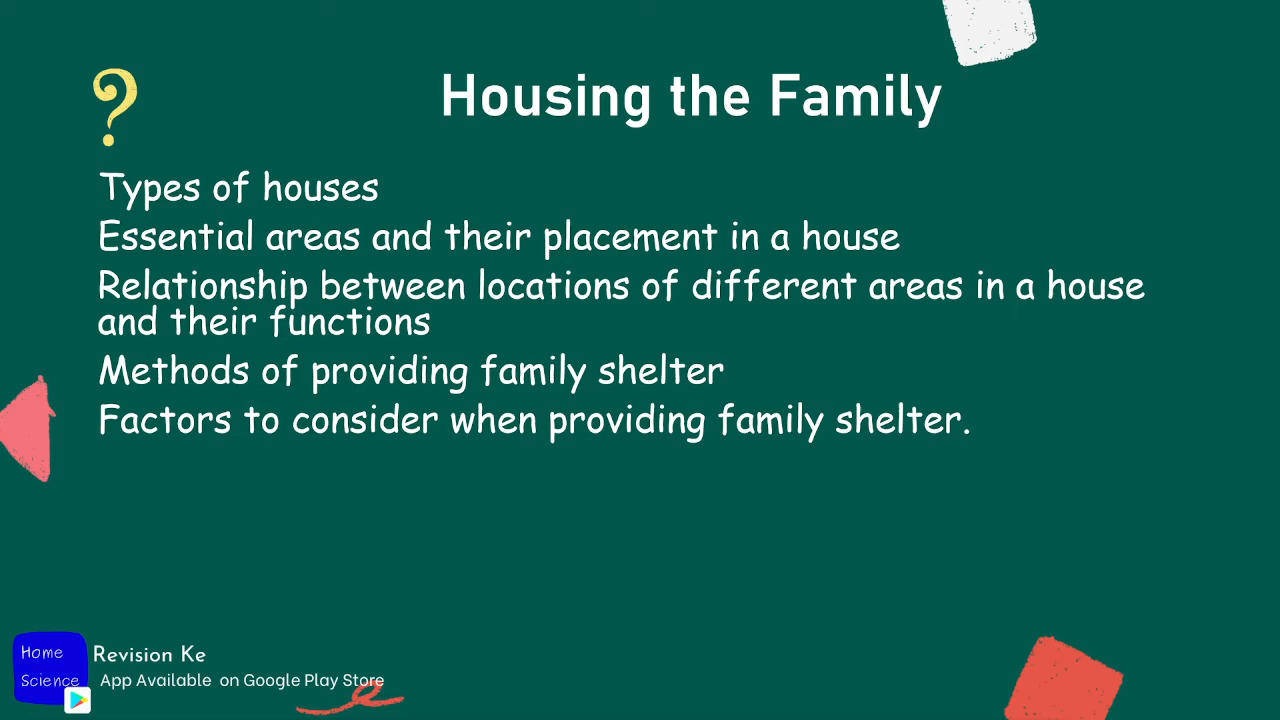 ?
Housing the Family
Types of houses
Essential areas and their placement in a house
Relationship between locations of different areas in a house
and their functions
Methods of providing family shelter
Factors to consider when providing family shelter.
Home
Science
Revision Ke
App Available on Google Play Store